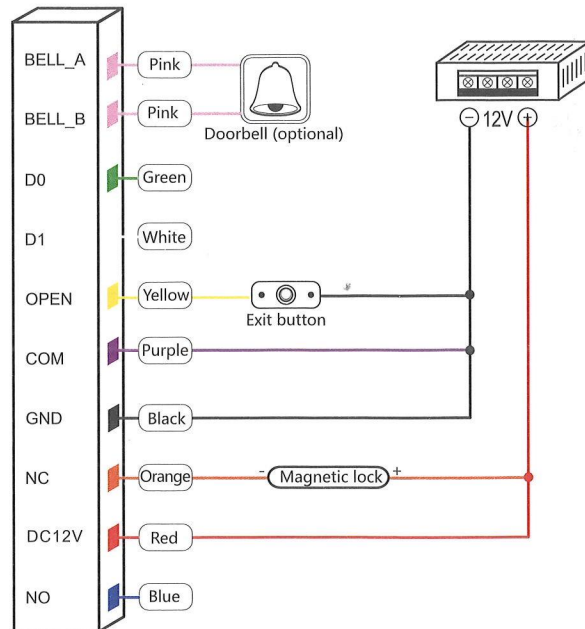 BELL_A Pink
BELL_B Pink
Doorbell (optional)
- 12V +
D0 Green
D1 White
OPEN Yellow
Exit button
COM Purple
GND Black
NC Orange - Magnetic lock +
DC12V Red
NO Blue